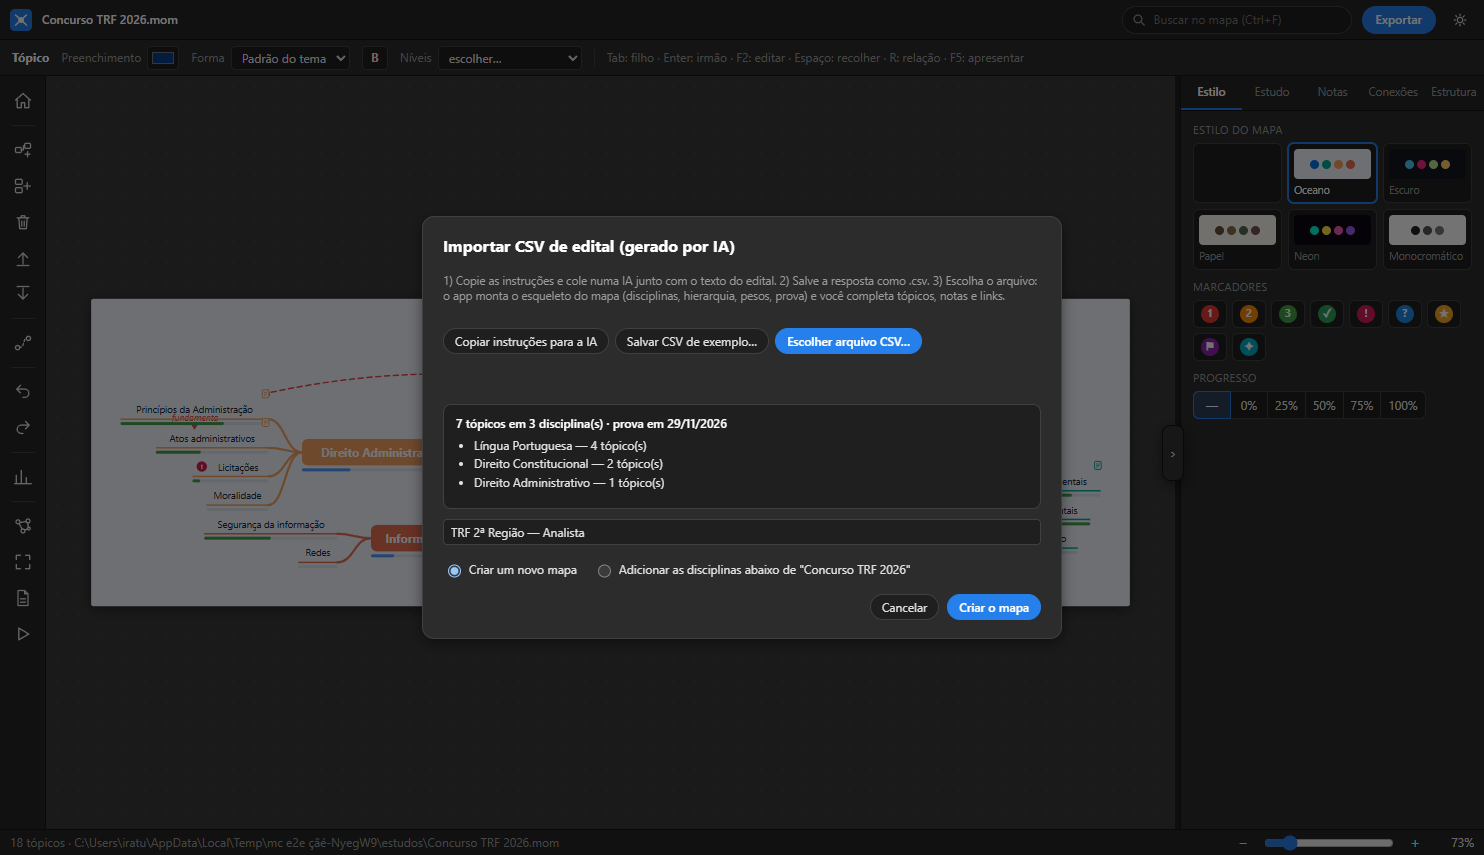 Concurso TRF 2026.mom
Buscar no mapa (Ctrl+F)
Exportar
Tópico
Preenchimento
Forma
Padrão do tema
B
Níveis
escolher...
Tab: filho · Enter: irmão · F2: editar · Espaço: recolher · R: relação · F5: apresentar
Estilo
Estudo
Notas
Conexões
Estrutura
ESTILO DO MAPA
Oceano
Escuro
Papel
Neon
Monocromático
MARCADORES
1
2
3
✓
!
?
PROGRESSO
—
0%
25%
50%
75%
100%
Importar CSV de edital (gerado por IA)
1) Copie as instruções e cole numa IA junto com o texto do edital. 2) Salve a resposta como .csv. 3) Escolha o arquivo:
o app monta o esqueleto do mapa (disciplinas, hierarquia, pesos, prova) e você completa tópicos, notas e links.
Copiar instruções para a IA
Salvar CSV de exemplo...
Escolher arquivo CSV...
7 tópicos em 3 disciplina(s) · prova em 29/11/2026
• Língua Portuguesa — 4 tópico(s)
• Direito Constitucional — 2 tópico(s)
• Direito Administrativo — 1 tópico(s)
TRF 2ª Região — Analista
Criar um novo mapa
Adicionar as disciplinas abaixo de "Concurso TRF 2026"
Cancelar
Criar o mapa
Princípios da Administração
fundamenta
Atos administrativos
Licitações
Moralidade
Direito Administra
Segurança da informação
Redes
Inform
entais
tais
o
18 tópicos · C:\Users\iratu\AppData\Local\Temp\mc e2e çãé-NyegW9\estudos\Concurso TRF 2026.mom
−
+
73%